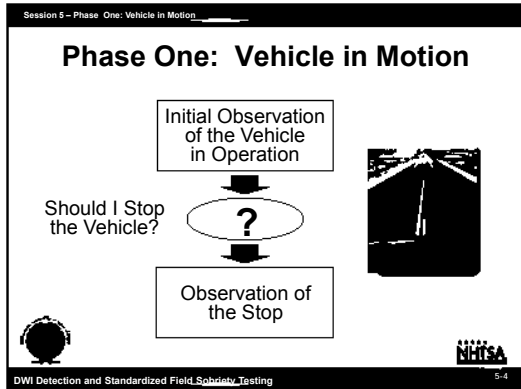 Session 5 – Phase One: Vehicle in Motion
Phase One: Vehicle in Motion
Initial Observation
of the Vehicle
in Operation
Should I Stop
the Vehicle?
?
Observation of
the Stop
NHTSA
5-4
DWI Detection and Standardized Field Sobriety Testing